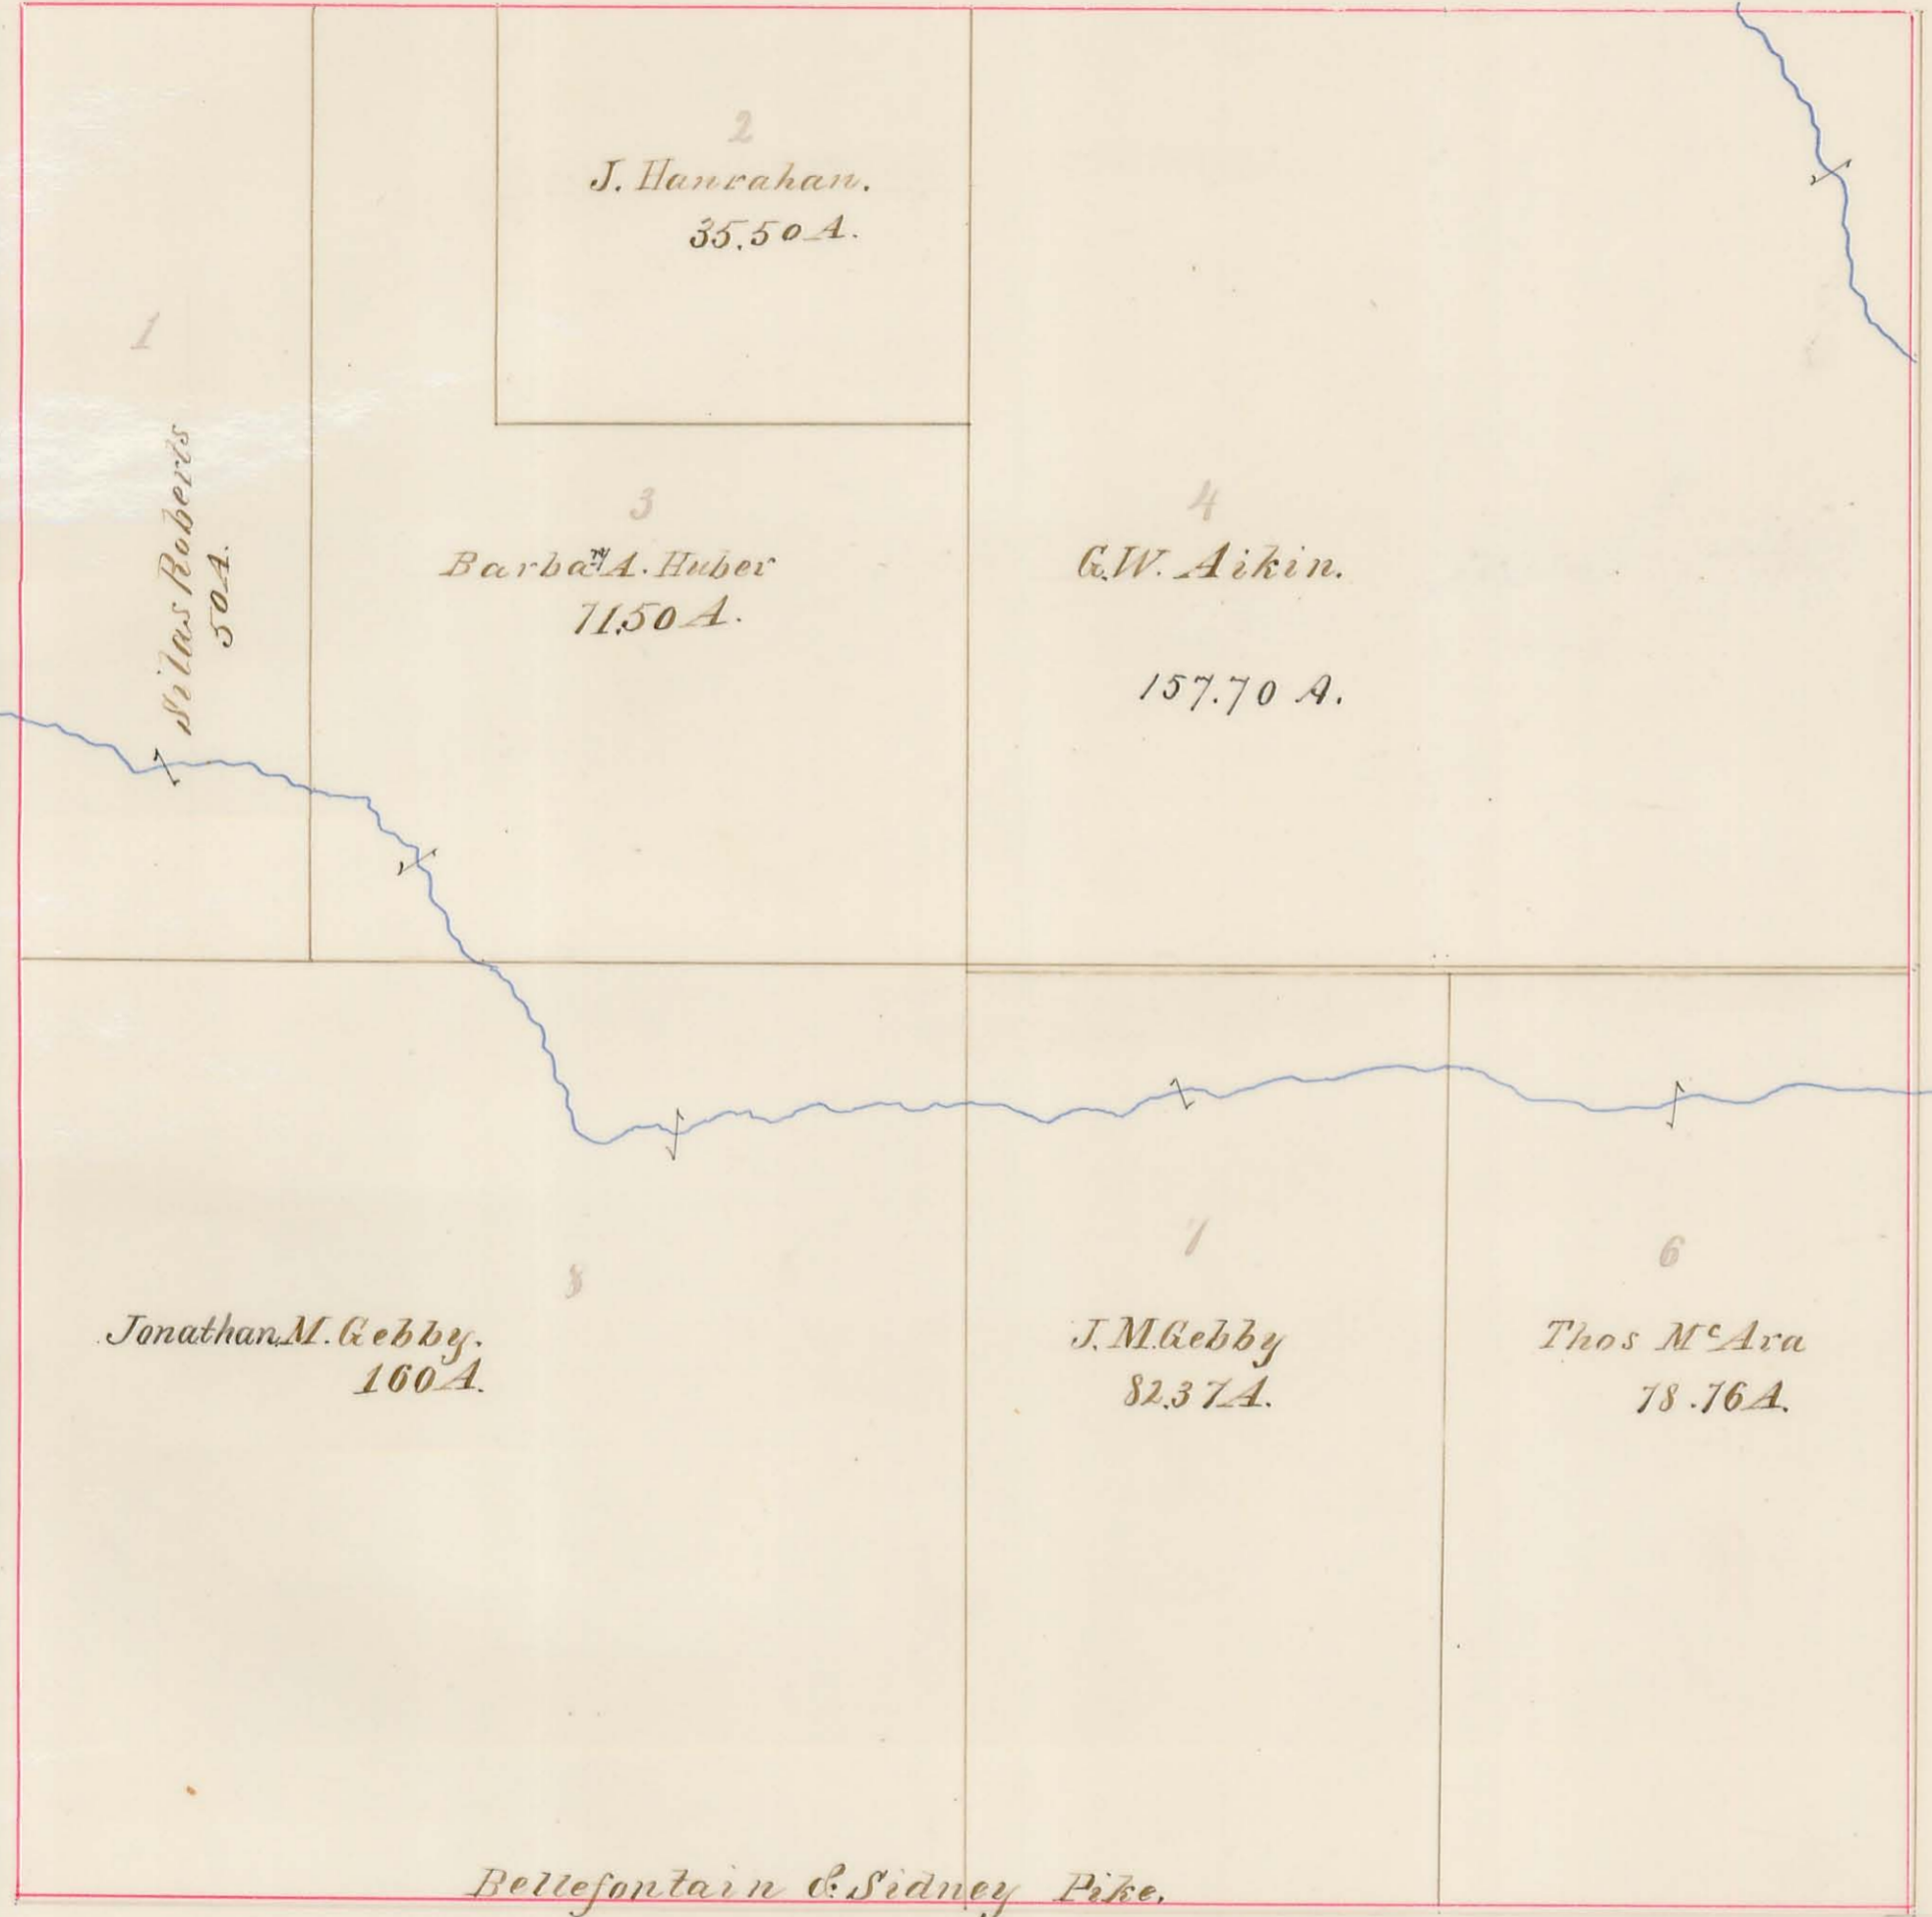 2
J. Hanrahan.
35.50 A.
1
Silas Roberts
50 A.
3
Barbary A. Huber
71.50 A.
4
G.W. Aikin.
157.70 A.
8
Jonathan M. Gebby.
160 A.
7
J.M. Gebby
82.37 A.
6
Thos McAra
78.76 A.
Bellefontain & Sidney Pike.